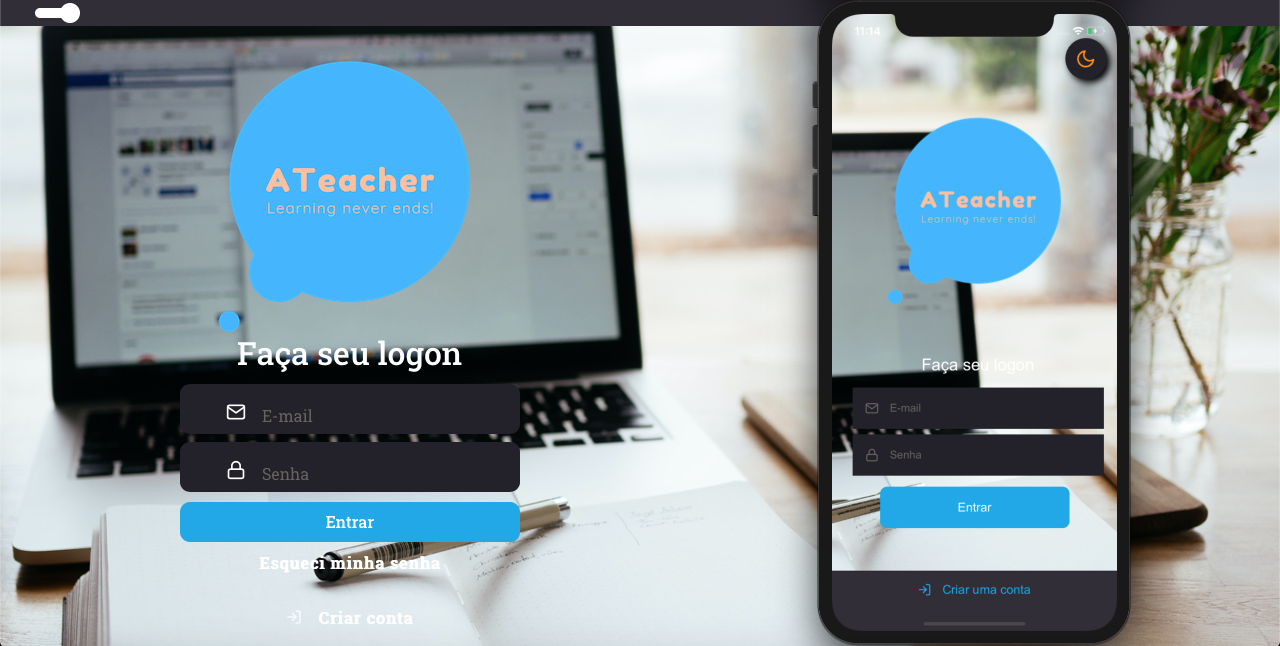 ATeacher
Learning never ends!
Faça seu logon
E-mail
Senha
Entrar
Esqueci minha senha
Criar conta
11:14
ATeacher
Learning never ends!
Faça seu logon
E-mail
Senha
Entrar
Criar uma conta